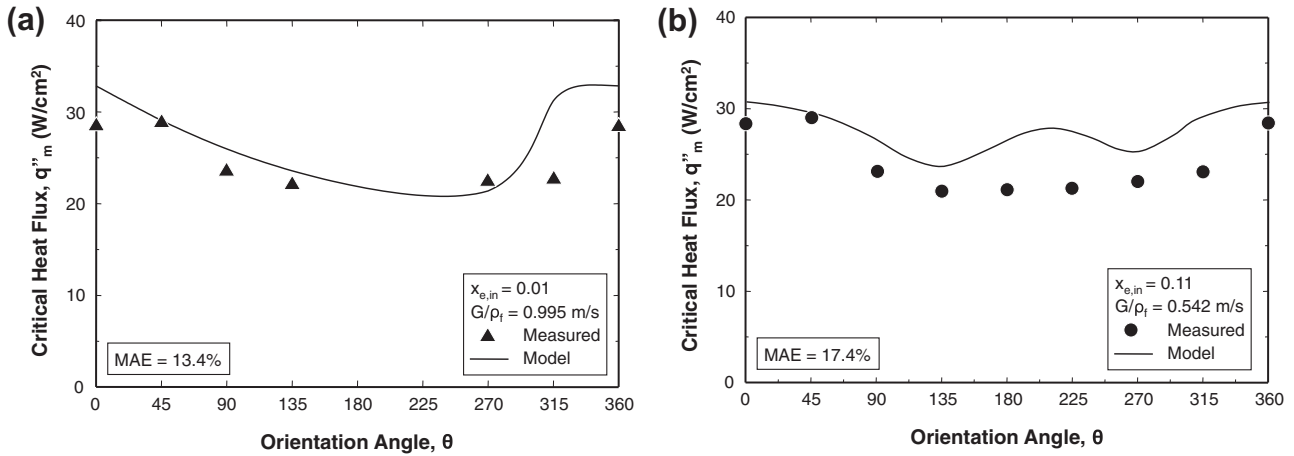 (a)
40
30
20
10
0
Critical Heat Flux, q”m (W/cm²)
xe,in = 0.01
G/ρf = 0.995 m/s
Measured
Model
MAE = 13.4%
0 45 90 135 180 225 270 315 360
Orientation Angle, θ
(b)
40
30
20
10
0
Critical Heat Flux, q”m (W/cm²)
xe,in = 0.11
G/ρf = 0.542 m/s
Measured
Model
MAE = 17.4%
0 45 90 135 180 225 270 315 360
Orientation Angle, θ